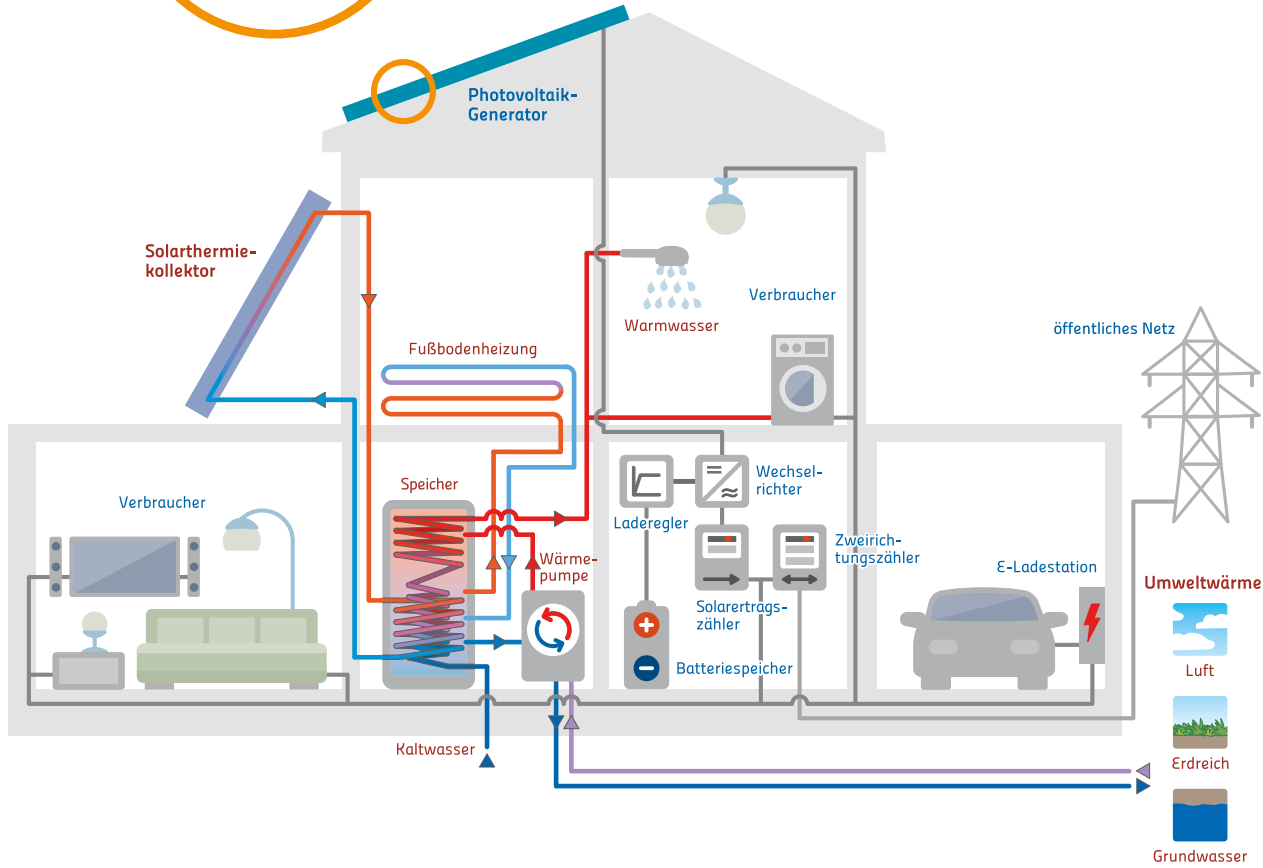 Photovoltaik-
Generator
Solarthermie-
kollektor
Warmwasser
Verbraucher
öffentliches Netz
Fußbodenheizung
Speicher
Wechsel-
richter
Verbraucher
Laderegler
Zweirich-
tungszähler
Wärme-
pumpe
E-Ladestation
Umweltwärme
Solarertrags-
zähler
Batteriespeicher
Luft
Kaltwasser
Erdreich
Grundwasser